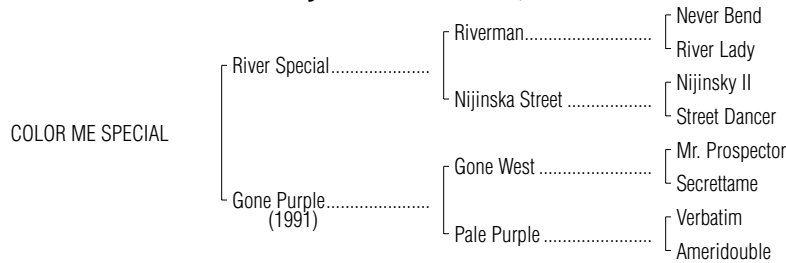 Never Bend
Riverman
River Lady
River Special
Nijinsky II
Nijinska Street
Street Dancer
COLOR ME SPECIAL
Mr. Prospector
Gone West
Secrettame
Gone Purple
(1991)
Verbatim
Pale Purple
Ameridouble